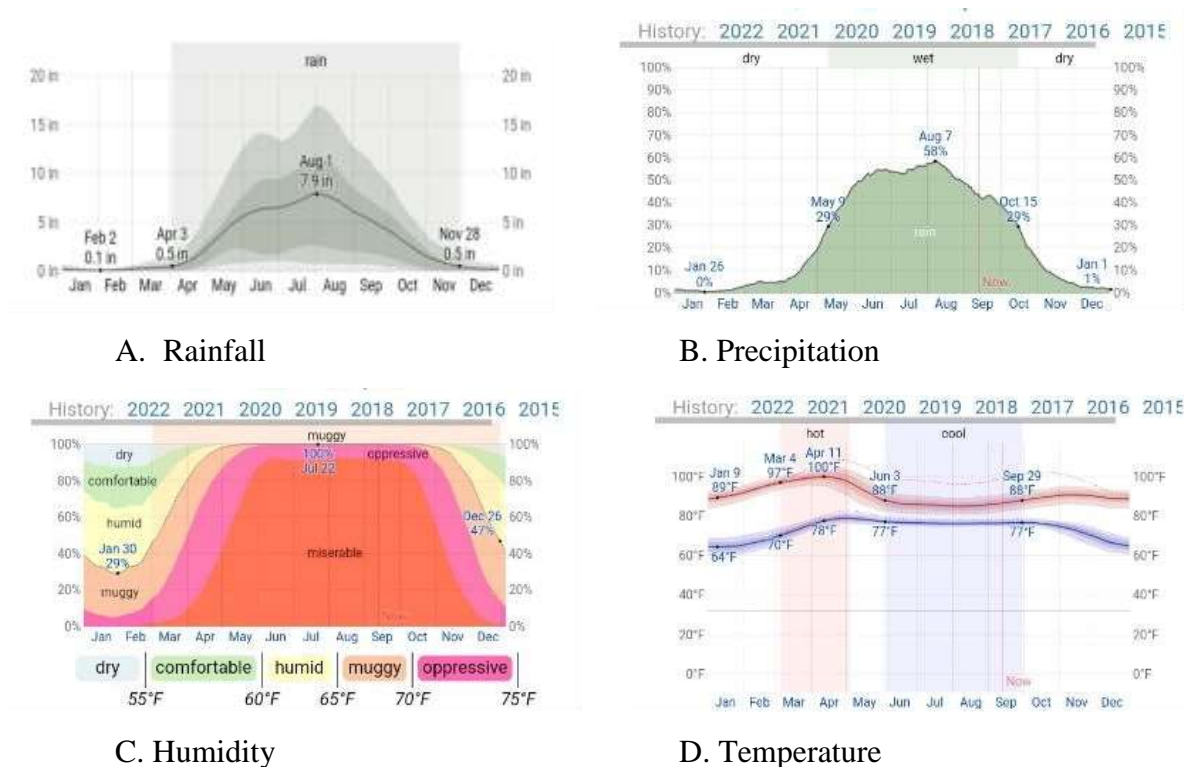 rain
20 in 20 in
15 in 15 in
10 in 10 in
5 in 5 in
0 in 0 in
Aug 1
7.9 in
Feb 2
0.1 in
Apr 3
0.5 in
Nov 28
0.5 in
Jan Feb Mar Apr May Jun Jul Aug Sep Oct Nov Dec
A. Rainfall
History: 2022 2021 2020 2019 2018 2017 2016 2015
dry wet dry
100% 100%
90% 90%
80% 80%
70% 70%
60% 60%
50% 50%
40% 40%
30% 30%
20% 20%
10% 10%
0% 0%
Aug 7
58%
May 9
29%
Oct 15
29%
rain
Jan 26
0%
Now
Jan 1
1%
Jan Feb Mar Apr May Jun Jul Aug Sep Oct Nov Dec
B. Precipitation
History: 2022 2021 2020 2019 2018 2017 2016 2015
muggy
100% 100%
80% 80%
60% 60%
40% 40%
20% 20%
0% 0%
dry
100%
Jul 22
oppressive
comfortable
humid
Dec 26
47%
Jan 30
29%
miserable
muggy
Now
Jan Feb Mar Apr May Jun Jul Aug Sep Oct Nov Dec
dry comfortable humid muggy oppressive
55°F 60°F 65°F 70°F 75°F
C. Humidity
History: 2022 2021 2020 2019 2018 2017 2016 2015
hot cool
100°F 100°F
80°F 80°F
60°F 60°F
40°F 40°F
20°F 20°F
0°F 0°F
Jan 9
89°F
Mar 4
97°F
Apr 11
100°F
Jun 3
88°F
Sep 29
88°F
64°F
70°F
78°F
77°F
77°F
Now
Jan Feb Mar Apr May Jun Jul Aug Sep Oct Nov Dec
D. Temperature